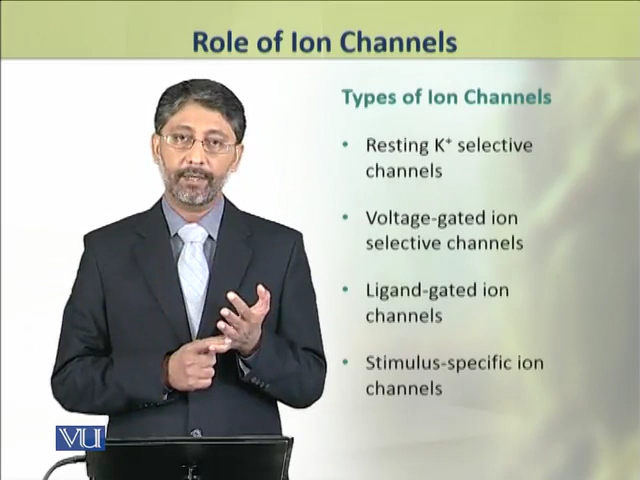 Role of Ion Channels
Types of Ion Channels
• Resting K⁺ selective
channels
• Voltage-gated ion
selective channels
• Ligand-gated ion
channels
• Stimulus-specific ion
channels
VU